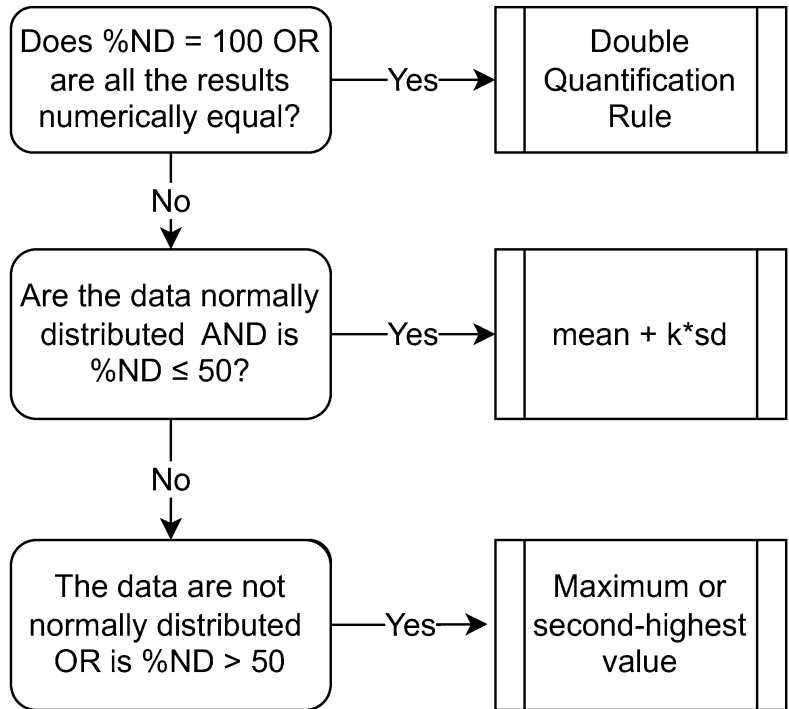 Does %ND = 100 OR
are all the results
numerically equal?
Yes
Double
Quantification
Rule
No
Are the data normally
distributed  AND is
%ND ≤ 50?
Yes
mean + k*sd
No
The data are not
normally distributed
OR is %ND > 50
Yes
Maximum or
second-highest
value